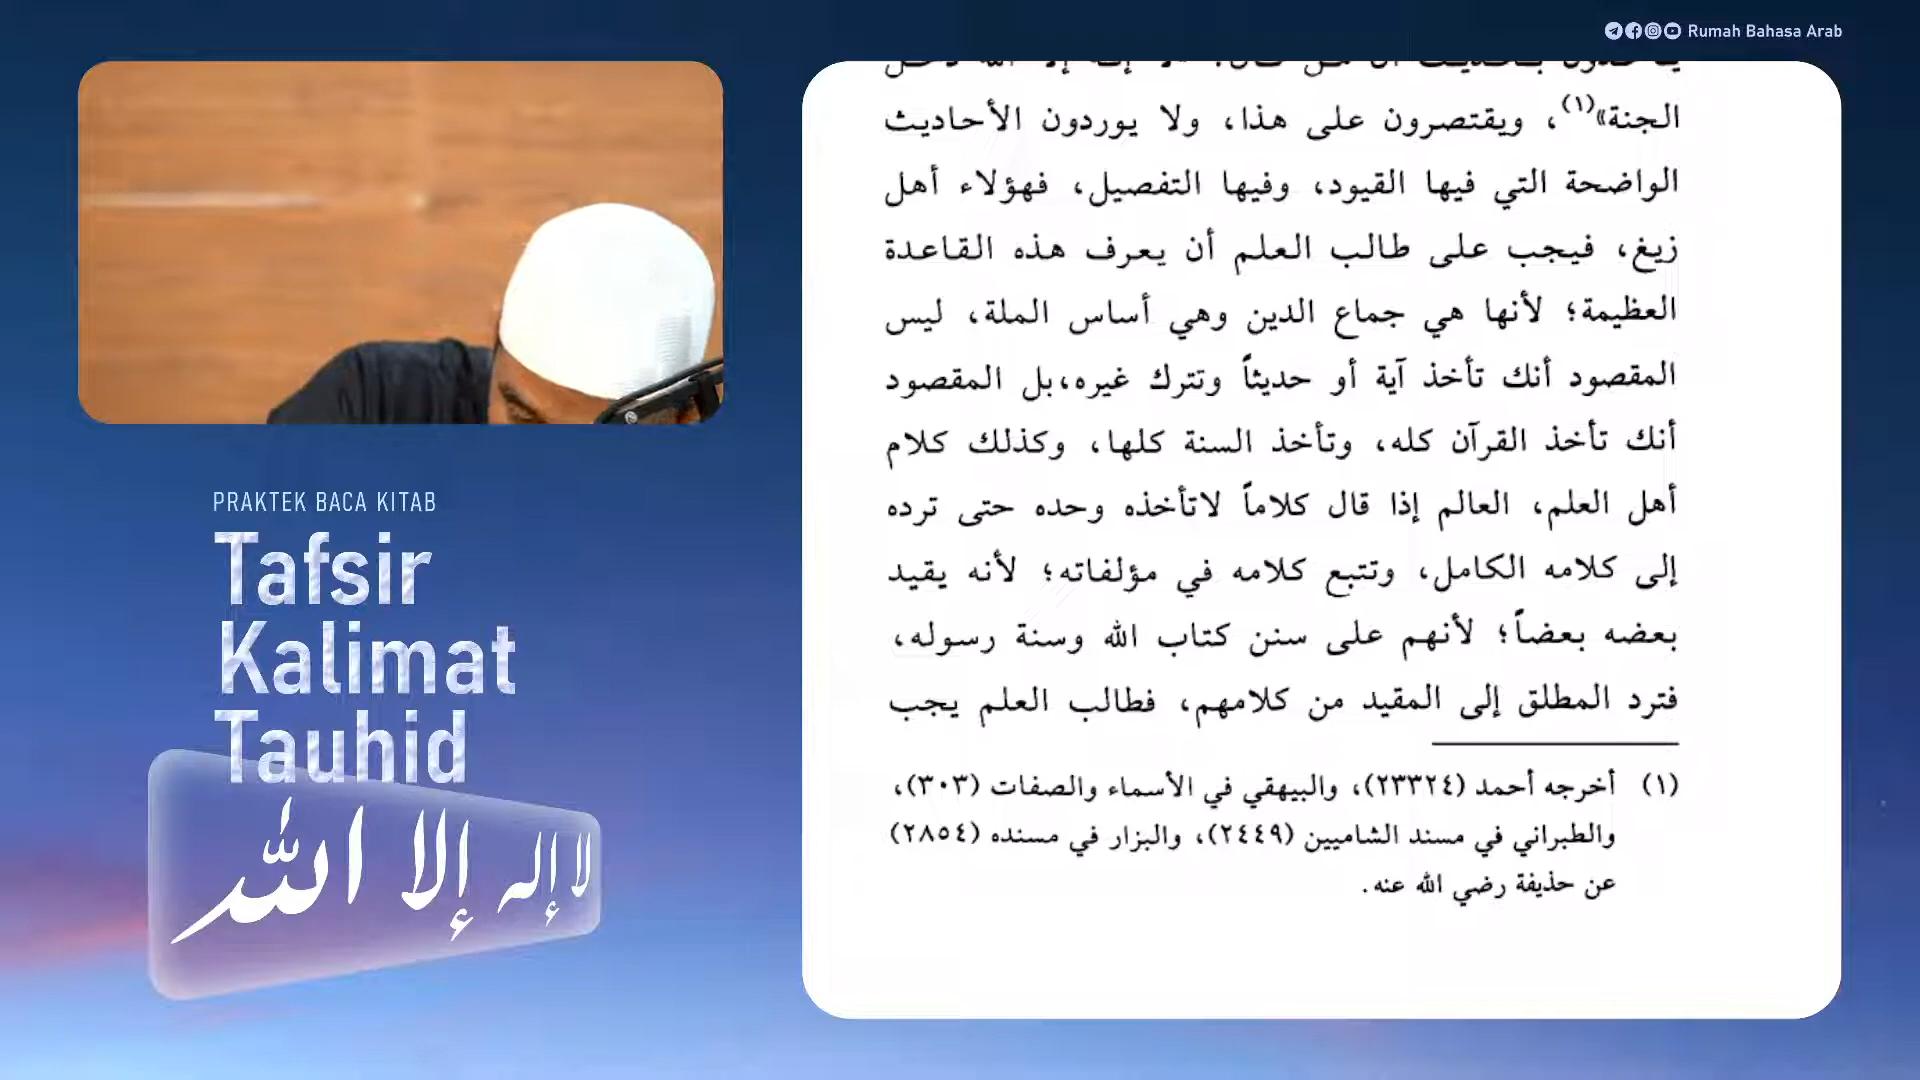 Rumah Bahasa Arab
PRAKTEK BACA KITAB
Tafsir
Kalimat
Tauhid
لا إله إلا الله
الله دخل
الجنة»(١)، ويقتصرون على هذا، ولا يوردون الأحاديث
الواضحة التي فيها القيود، وفيها التفصيل، فهؤلاء أهل
زيغ، فيجب على طالب العلم أن يعرف هذه القاعدة
العظيمة؛ لأنها هي جماع الدين وهي أساس الملة، ليس
المقصود أنك تأخذ آية أو حديثاً وتترك غيره،بل المقصود
أنك تأخذ القرآن كله، وتأخذ السنة كلها، وكذلك كلام
أهل العلم، العالم إذا قال كلاماً لاتأخذه وحده حتى ترده
إلى كلامه الكامل، وتتبع كلامه في مؤلفاته؛ لأنه يقيد
بعضه بعضاً؛ لأنهم على سنن كتاب الله وسنة رسوله،
فترد المطلق إلى المقيد من كلامهم، فطالب العلم يجب
(١) أخرجه أحمد (٢٣٣٢٤)، والبيهقي في الأسماء والصفات (٣٠٣)،
والطبراني في مسند الشاميين (٢٤٤٩)، والبزار في مسنده (٢٨٥٤)
عن حذيفة رضي الله عنه.